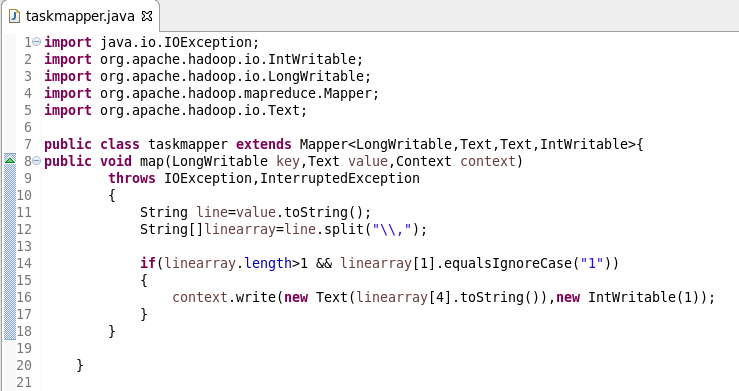 taskmapper.java
1 import java.io.IOException;
2 import org.apache.hadoop.io.IntWritable;
3 import org.apache.hadoop.io.LongWritable;
4 import org.apache.hadoop.mapreduce.Mapper;
5 import org.apache.hadoop.io.Text;
6
7 public class taskmapper extends Mapper<LongWritable,Text,Text,IntWritable>{
8 public void map(LongWritable key,Text value,Context context)
9         throws IOException,InterruptedException
10         {
11             String line=value.toString();
12             String[]linearray=line.split("\\,");
13
14             if(linearray.length>1 && linearray[1].equalsIgnoreCase("1"))
15             {
16                 context.write(new Text(linearray[4].toString()),new IntWritable(1));
17             }
18         }
19
20     }
21